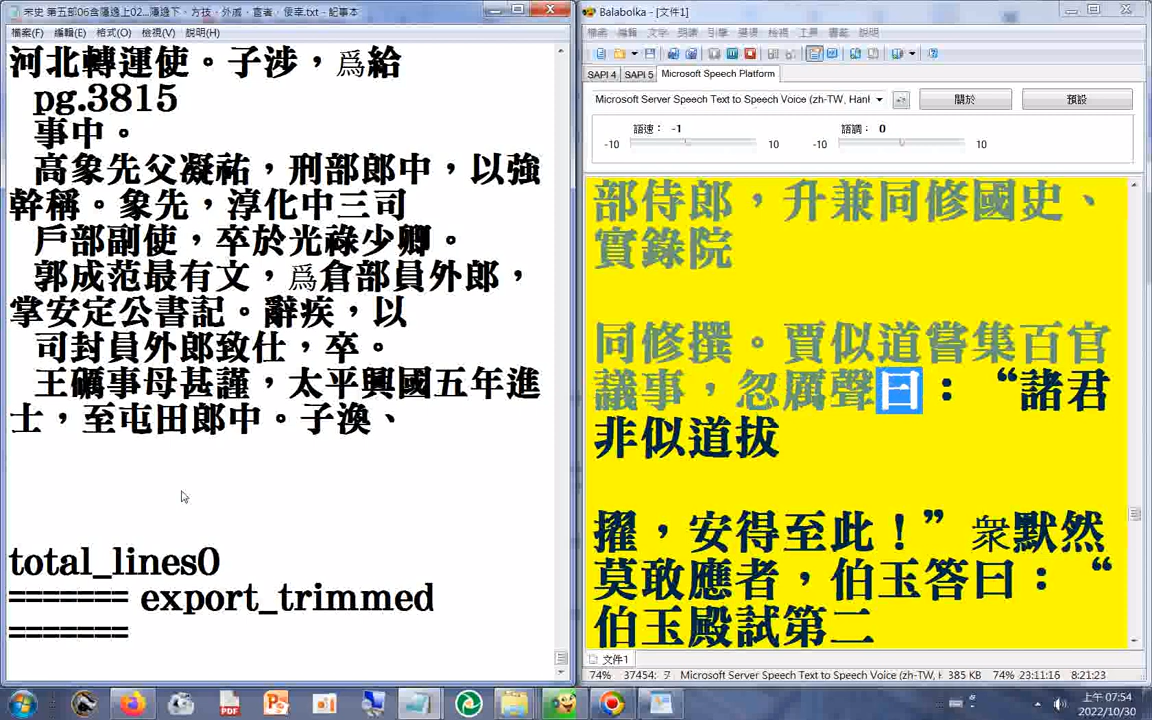 宋史 第五部06含隱逸上02...隱逸下。方技。外戚。宦者。佞幸.txt - 記事本
檔案(F) 編輯(E) 格式(O) 檢視(V) 說明(H)
河北轉運使。子涉，爲給
pg.3815
事中。
高象先父凝祐，刑部郎中，以強
幹稱。象先，淳化中三司
戶部副使，卒於光祿少卿。
郭成范最有文，爲倉部員外郎，
掌安定公書記。辭疾，以
司封員外郎致仕，卒。
王礪事母甚謹，太平興國五年進
士，至屯田郎中。子渙、
total_lines0
======= export_trimmed
=======
Balabolka - [文件1]
檔案 編輯 檢視 說明
SAPI 4 SAPI 5 Microsoft Speech Platform
Microsoft Server Speech Text to Speech Voice (zh-TW, HanI
關於 預設
語速： -1 語調： 0
-10 10 -10 10
部侍郎，升兼同修國史、
實錄院
同修撰。賈似道嘗集百官
議事，忽厲聲曰：“諸君
非似道拔
擢，安得至此！”衆默然
莫敢應者，伯玉答曰：“
伯玉殿試第二
文件1
74% 37454: Microsoft Server Speech Text to Speech Voice (zh-TW, H 385 KB 74% 23:11:16 8:21:23
上午 07:54
2022/10/30